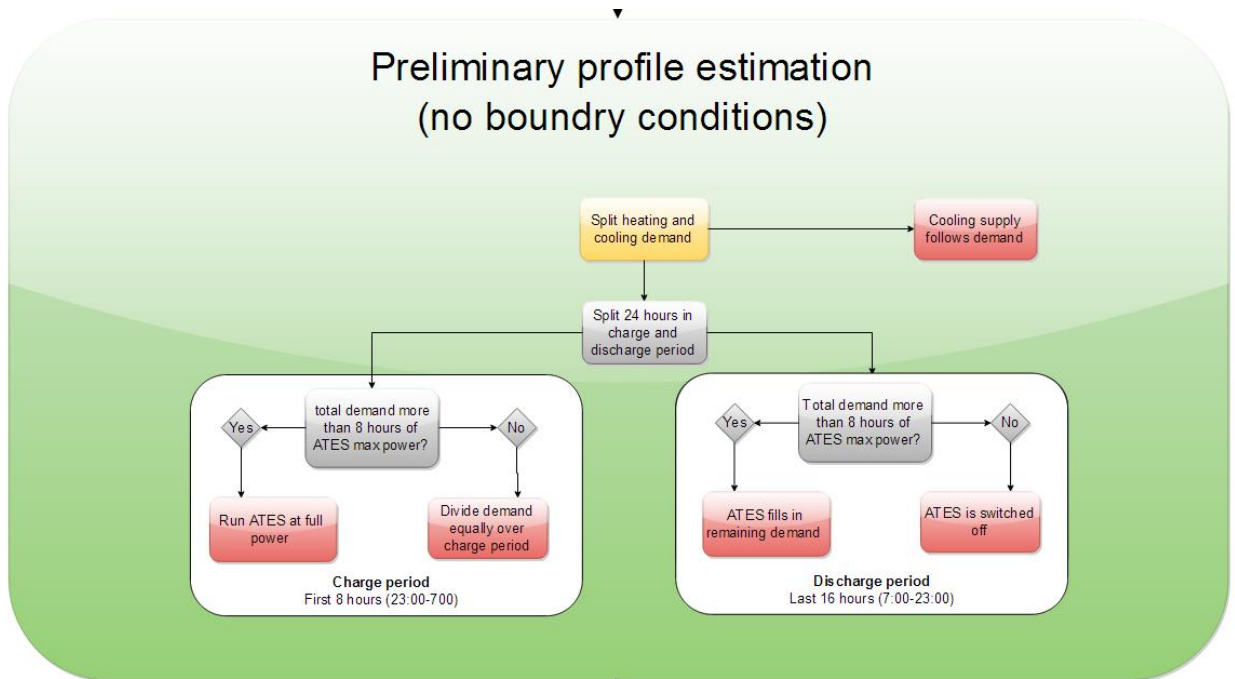 Preliminary profile estimation
(no boundry conditions)
Split heating and
cooling demand
Cooling supply
follows demand
Split 24 hours in
charge and
discharge period
total demand more
than 8 hours of
ATES max power?
Yes
No
Run ATES at full
power
Divide demand
equally over
charge period
Charge period
First 8 hours (23:00-700)
Total demand more
than 8 hours of
ATES max power?
Yes
No
ATES fills in
remaining demand
ATES is switched
off
Discharge period
Last 16 hours (7:00-23:00)